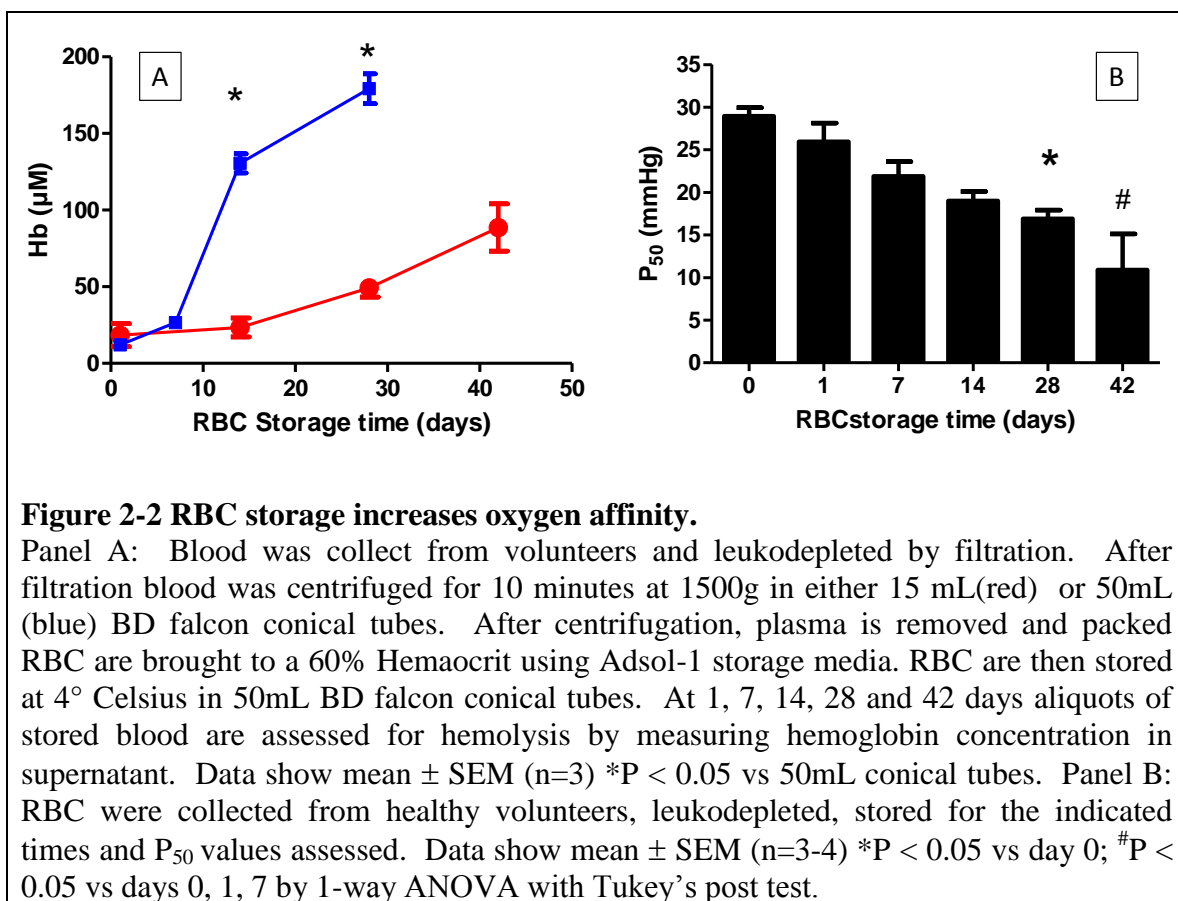 A
B
*
*
200
150
100
50
0
Hb (µM)
0 10 20 30 40 50
RBC Storage time (days)
35
30
25
20
15
10
5
0
P50 (mmHg)
*
#
0 1 7 14 28 42
RBCstorage time (days)
Figure 2-2 RBC storage increases oxygen affinity.
Panel A: Blood was collect from volunteers and leukodepleted by filtration. After
filtration blood was centrifuged for 10 minutes at 1500g in either 15 mL(red) or 50mL
(blue) BD falcon conical tubes. After centrifugation, plasma is removed and packed
RBC are brought to a 60% Hemaocrit using Adsol-1 storage media. RBC are then stored
at 4° Celsius in 50mL BD falcon conical tubes. At 1, 7, 14, 28 and 42 days aliquots of
stored blood are assessed for hemolysis by measuring hemoglobin concentration in
supernatant. Data show mean ± SEM (n=3) *P < 0.05 vs 50mL conical tubes. Panel B:
RBC were collected from healthy volunteers, leukodepleted, stored for the indicated
times and P50 values assessed. Data show mean ± SEM (n=3-4) *P < 0.05 vs day 0; #P <
0.05 vs days 0, 1, 7 by 1-way ANOVA with Tukey's post test.